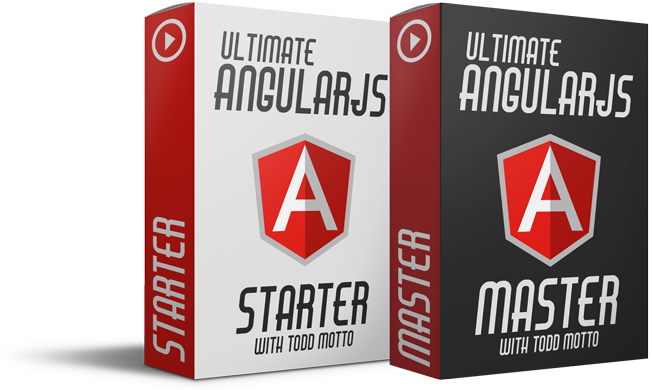 STARTER
ULTIMATE
ANGULARJS
A
STARTER
WITH TODD MOTTO
MASTER
ULTIMATE
ANGULARJS
A
MASTER
WITH TODD MOTTO